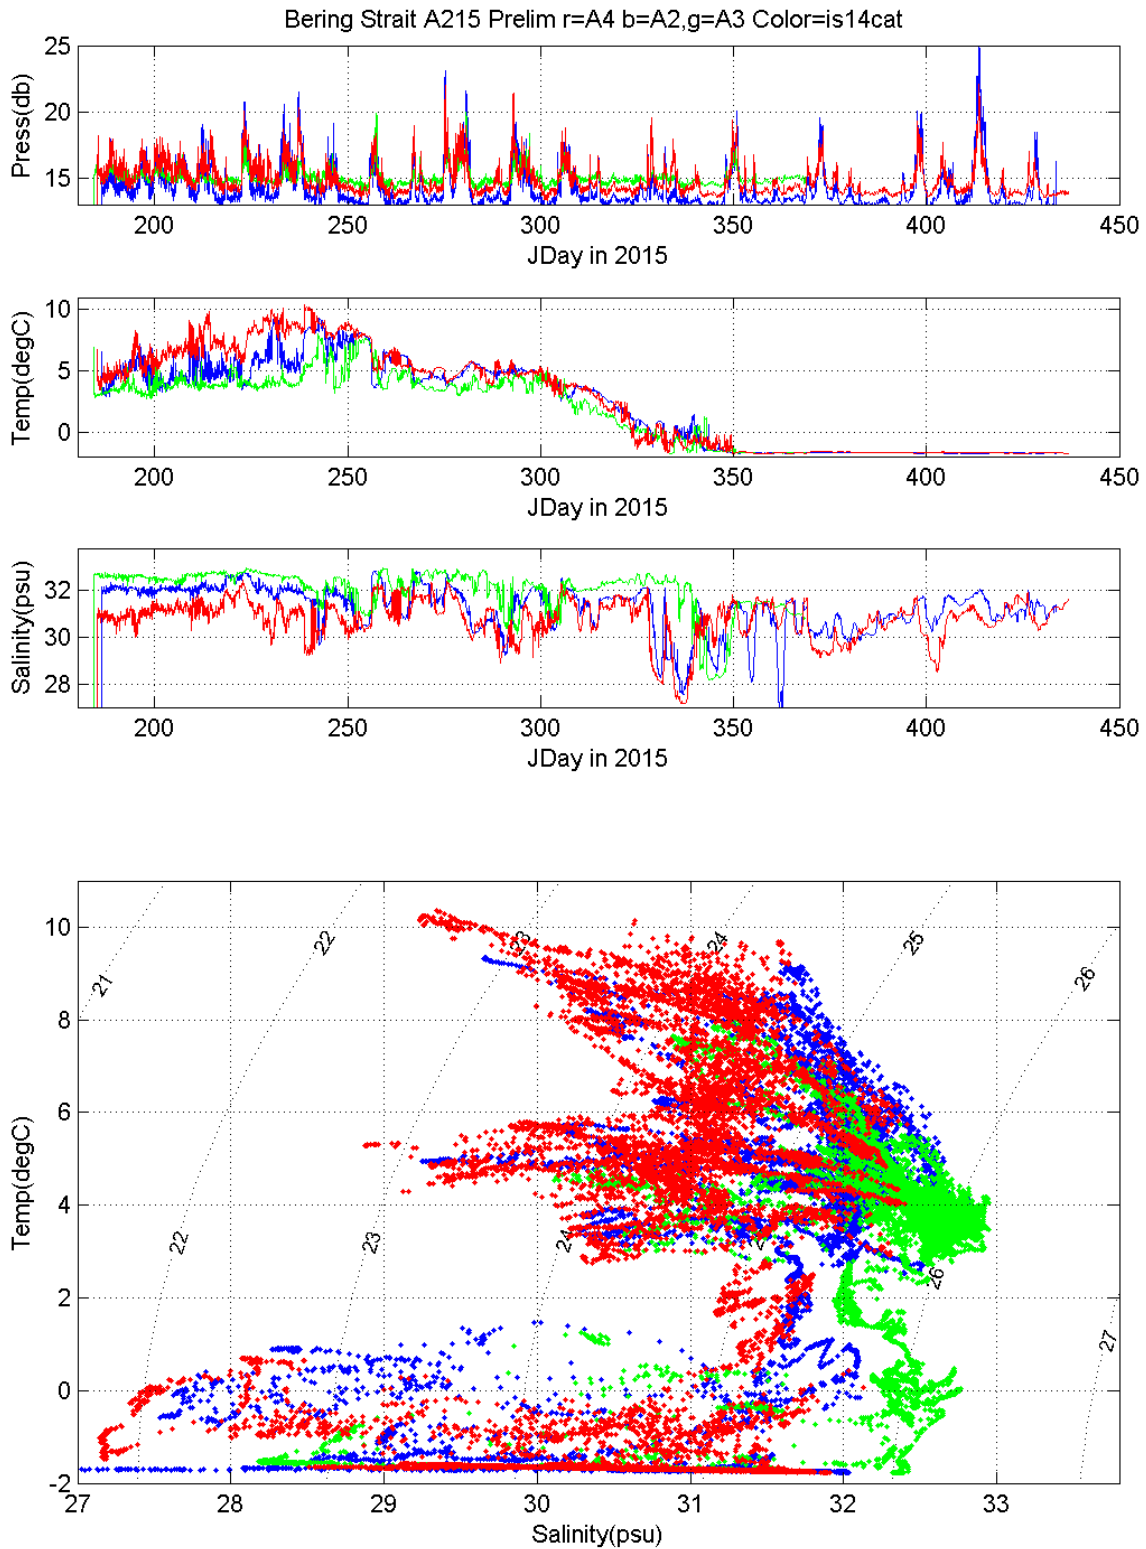 Bering Strait A215 Prelim r=A4 b=A2,g=A3 Color=is14cat
25
20
15
Press(db)
200 250 300 350 400 450
JDay in 2015
10
5
0
Temp(degC)
200 250 300 350 400 450
JDay in 2015
32
30
28
Salinity(psu)
200 250 300 350 400 450
JDay in 2015
10
8
6
4
2
0
-2
Temp(degC)
21 22 23 24 25 26
22 23 24 26 27
27 28 29 30 31 32 33
Salinity(psu)